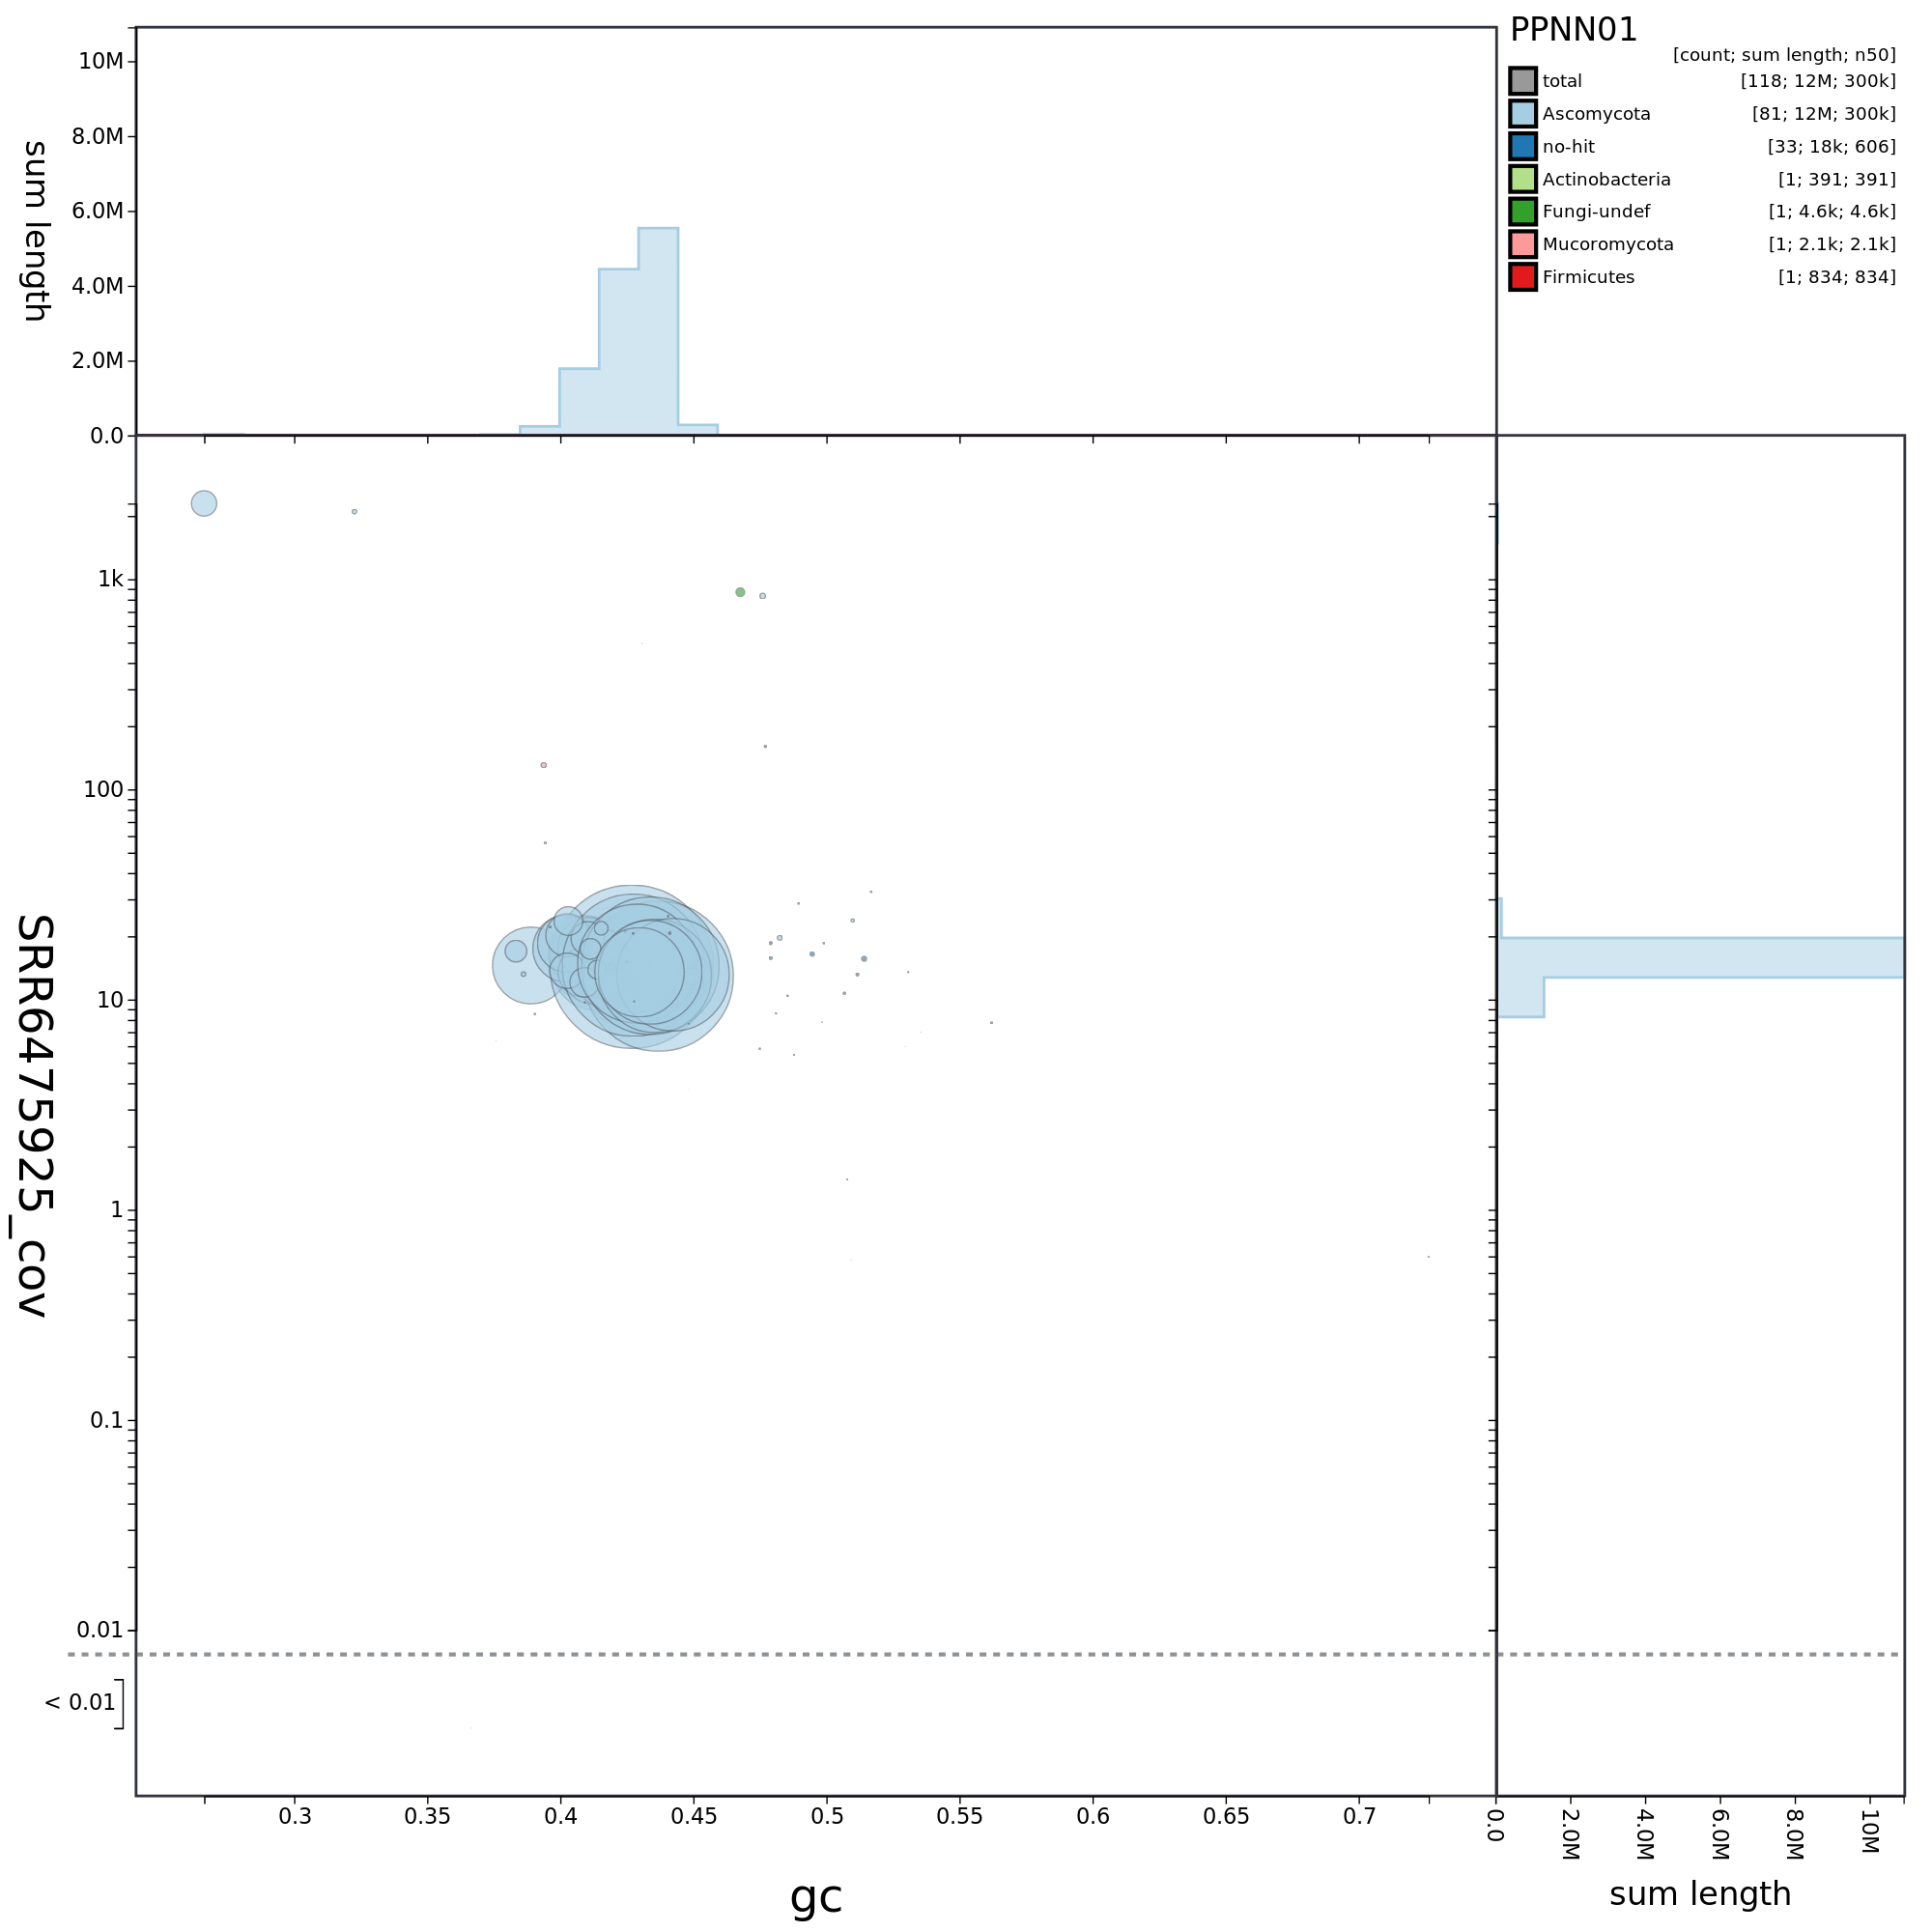 PPNN01
[count; sum length; n50]
total [118; 12M; 300k]
Ascomycota [81; 12M; 300k]
no-hit [33; 18k; 606]
Actinobacteria [1; 391; 391]
Fungi-undef [1; 4.6k; 4.6k]
Mucoromycota [1; 2.1k; 2.1k]
Firmicutes [1; 834; 834]
sum length
10M
8.0M
6.0M
4.0M
2.0M
0.0
SRR6475925_cov
1k
100
10
1
0.1
0.01
< 0.01
0.3 0.35 0.4 0.45 0.5 0.55 0.6 0.65 0.7
gc
0.0 2.0M 4.0M 6.0M 8.0M 10M
sum length